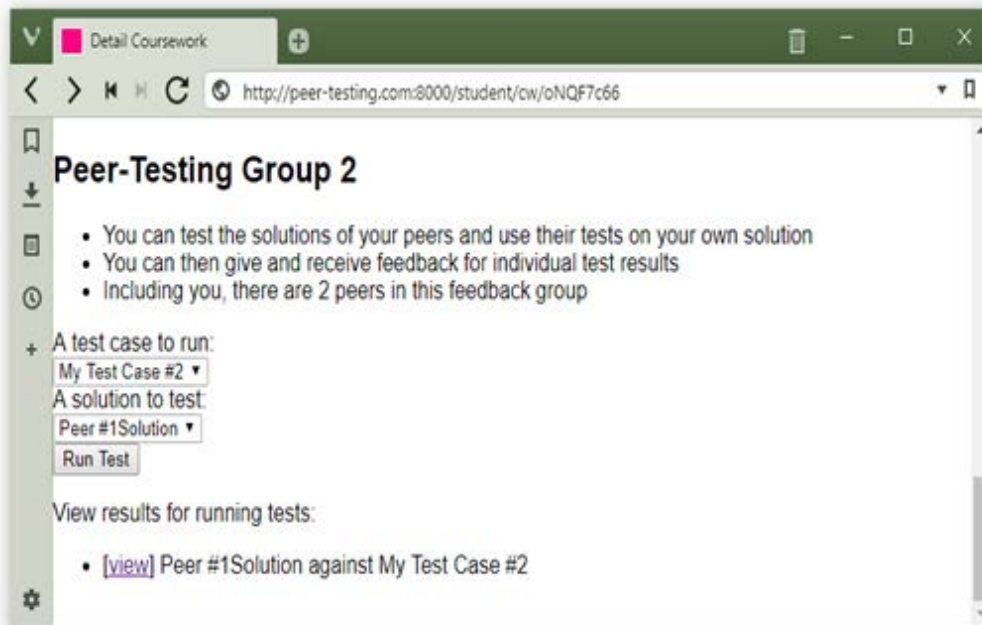 Detail Coursework
http://peer-testing.com:8000/student/cw/oNQF7c66
Peer-Testing Group 2
• You can test the solutions of your peers and use their tests on your own solution
• You can then give and receive feedback for individual test results
• Including you, there are 2 peers in this feedback group
A test case to run:
My Test Case #2
A solution to test:
Peer #1Solution
Run Test
View results for running tests:
• [view] Peer #1Solution against My Test Case #2